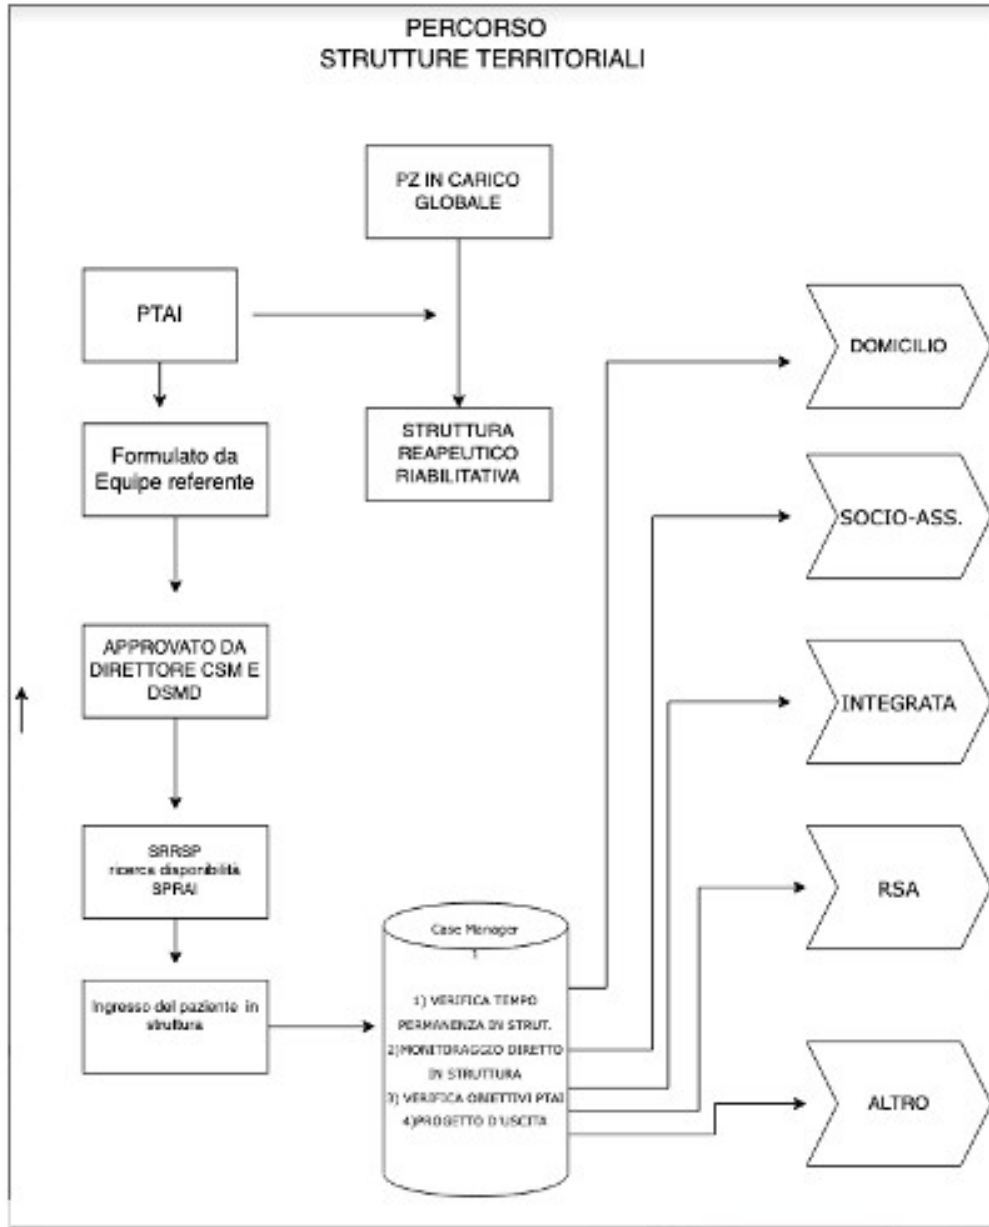 PERCORSO
STRUTTURE TERRITORIALI
PZ IN CARICO
GLOBALE
PTAI
DOMICILIO
STRUTTURA
REAPEUTICO
RIABILITATIVA
Formulato da
Equipe referente
SOCIO-ASS.
APPROVATO DA
DIRETTORE CSM E
DSMD
INTEGRATA
SRRSP
ricerca disponibilità
SPRAI
RSA
Ingresso del paziente in
struttura
Case Manager
1
1) VERIFICA TEMPO
PERMANENZA IN STRUT.
2)MONITORAGGIO DIRETTO
IN STRUTTURA
3) VERIFICA OBIETTIVI PTAI
4)PROGETTO D'USCITA
ALTRO